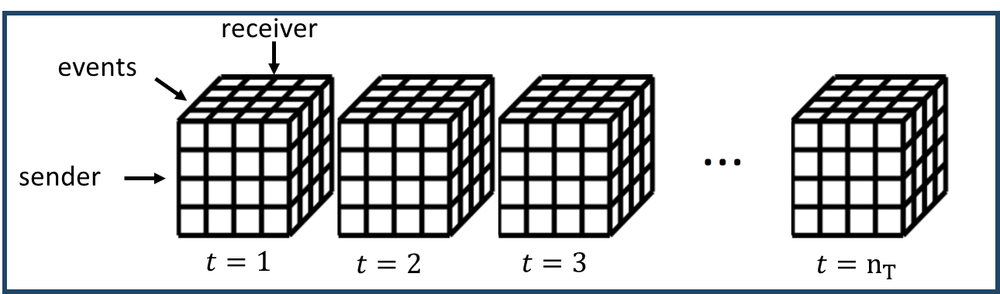 receiver
events
sender
...
t = 1
t = 2
t = 3
t = n_T